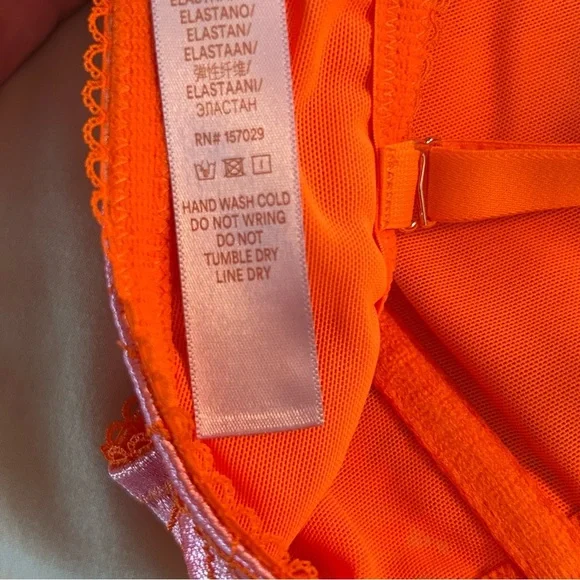 ELASTANO/
ELASTAN/
ELASTAAN/
弹性纤维/
ELASTAANI/
ЭЛАСТАН
RN# 157029
HAND WASH COLD
DO NOT WRING
DO NOT
TUMBLE DRY
LINE DRY